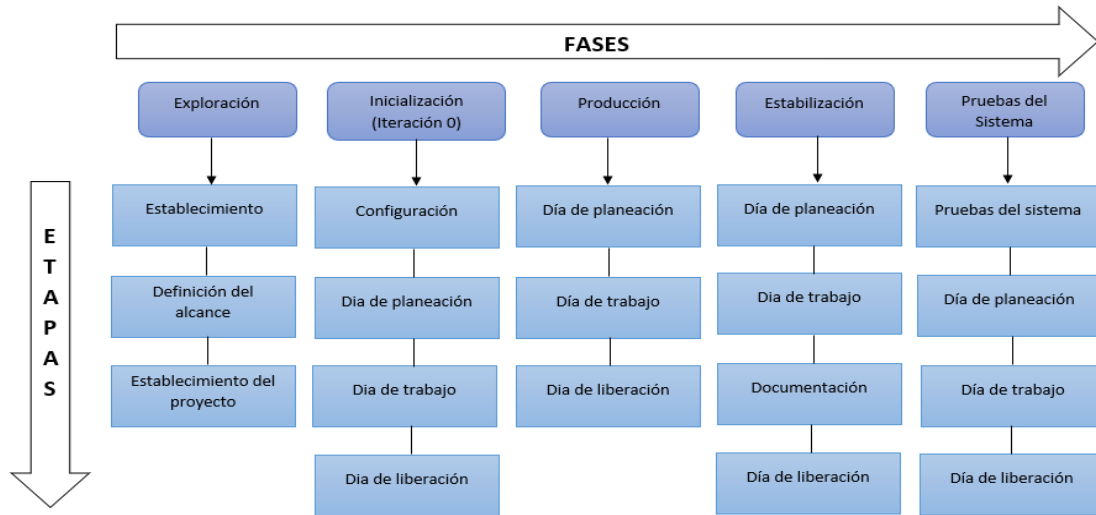 FASES
Exploración
Inicialización
(Iteración 0)
Producción
Estabilización
Pruebas del
Sistema
ETAPAS
Establecimiento
Configuración
Día de planeación
Día de planeación
Pruebas del sistema
Definición del
alcance
Dia de planeación
Día de trabajo
Dia de trabajo
Día de planeación
Establecimiento del
proyecto
Dia de trabajo
Dia de liberación
Documentación
Día de trabajo
Dia de liberación
Día de liberación
Día de liberación